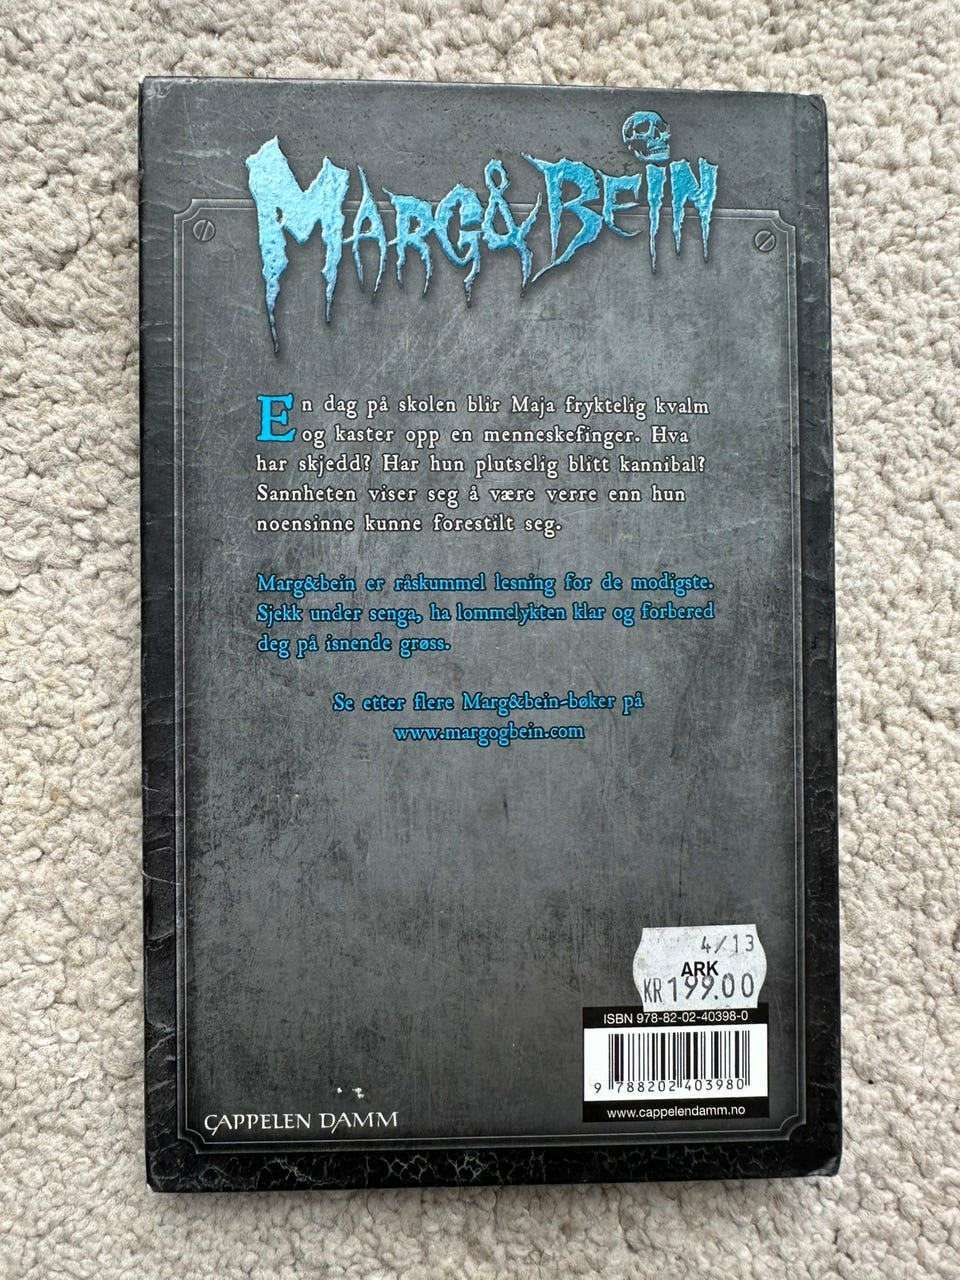 MARG&BEIN
En dag på skolen blir Maja fryktelig kvalm
og kaster opp en menneskefinger. Hva
har skjedd? Har hun plutselig blitt kannibal?
Sannheten viser seg å være verre enn hun
noensinne kunne forestilt seg.
Marg&bein er råskummel lesning for de modigste.
Sjekk under senga, ha lommelykten klar og forbered
deg på isnende grøss.
Se etter flere Marg&bein-bøker på
www.margogbein.com
4/13
ARK
KR199.00
ISBN 978-82-02-40398-0
9 788202 403980
www.cappelendamm.no
CAPPELEN DAMM